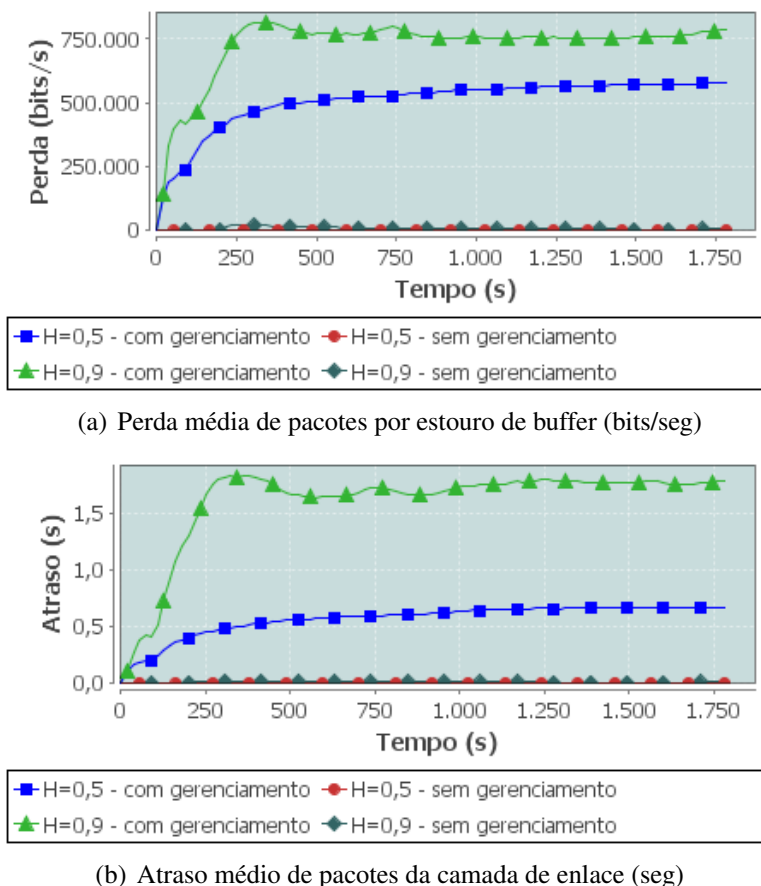 Perda (bits/s)
750.000
500.000
250.000
0
0 250 500 750 1.000 1.250 1.500 1.750
Tempo (s)
H=0,5 - com gerenciamento H=0,5 - sem gerenciamento
H=0,9 - com gerenciamento H=0,9 - sem gerenciamento
(a) Perda média de pacotes por estouro de buffer (bits/seg)
Atraso (s)
1,5
1,0
0,5
0,0
0 250 500 750 1.000 1.250 1.500 1.750
Tempo (s)
H=0,5 - com gerenciamento H=0,5 - sem gerenciamento
H=0,9 - com gerenciamento H=0,9 - sem gerenciamento
(b) Atraso médio de pacotes da camada de enlace (seg)